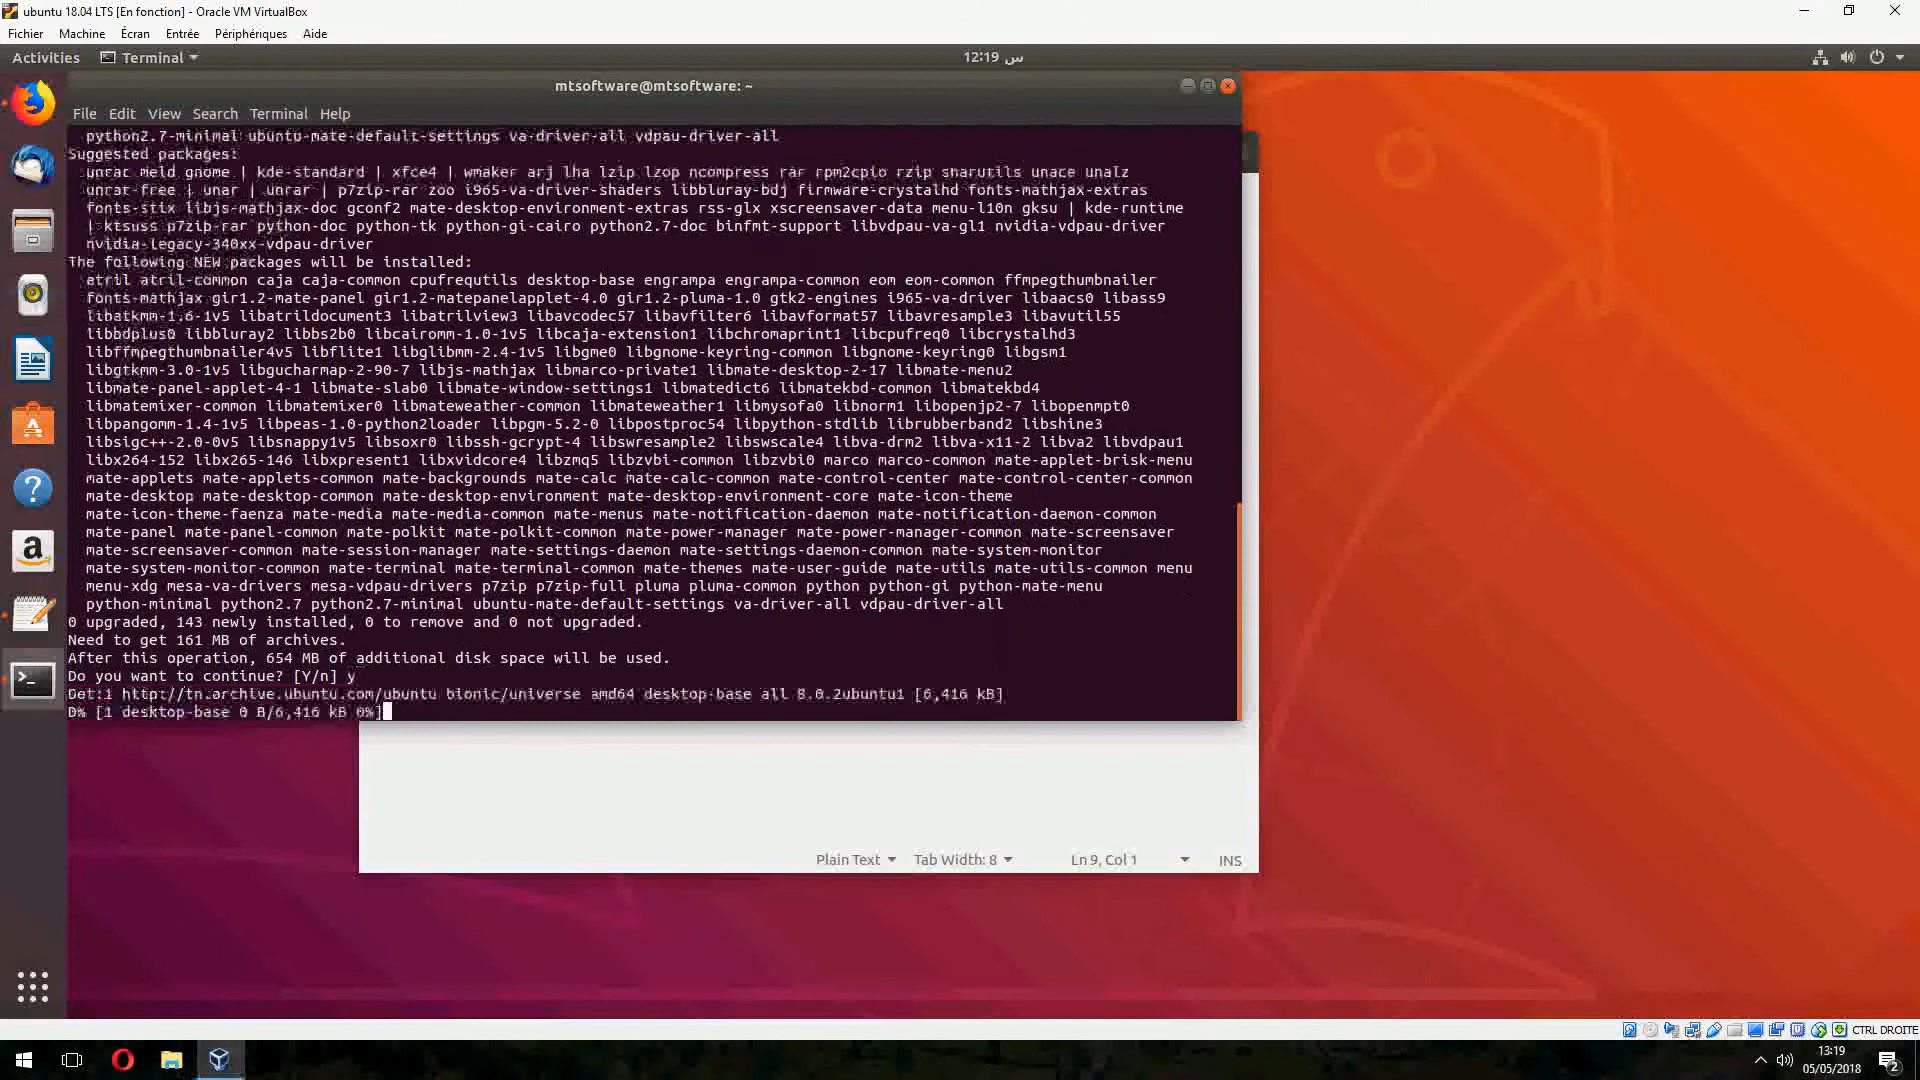 ubuntu 18.04 LTS [En fonction] - Oracle VM VirtualBox
Fichier Machine Écran Entrée Périphériques Aide
Activities Terminal س 12:19
mtsoftware@mtsoftware: ~
File Edit View Search Terminal Help
python2.7-minimal ubuntu-mate-default-settings va-driver-all vdpau-driver-all
Suggested packages:
unrac meld gnome | kde-standard | xfce4 | wmaker arj lha lzip lzop ncompress rar rpm2cpio rzip sharutils unace unalz
unrar-free | unar | unrar | p7zip-rar zoo i965-va-driver-shaders libbluray-bdj firmware-crystalhd fonts-mathjax-extras
fonts-stix libjs-mathjax-doc gconf2 mate-desktop-environment-extras rss-glx xscreensaver-data menu-l10n gksu | kde-runtime
| ktsuss p7zip-rar python-doc python-tk python-gi-cairo python2.7-doc binfmt-support libvdpau-va-gl1 nvidia-vdpau-driver
nvidia-legacy-340xx-vdpau-driver
The following NEW packages will be installed:
atril atril-common caja caja-common cpufrequtils desktop-base engrampa engrampa-common eom eom-common ffmpegthumbnailer
fonts-mathjax gir1.2-mate-panel gir1.2-matepanelapplet-4.0 gir1.2-pluma-1.0 gtk2-engines i965-va-driver libaacs0 libass9
libatkmm-1.6-1v5 libatrildocument3 libatrilview3 libavcodec57 libavfilter6 libavformat57 libavresample3 libavutil55
libbdplus0 libbluray2 libbs2b0 libcairomm-1.0-1v5 libcaja-extension1 libchromaprint1 libcpufreq0 libcrystalhd3
libffmpegthumbnailer4v5 libflite1 libglibmm-2.4-1v5 libgme0 libgnome-keyring-common libgnome-keyring0 libgsm1
libgtkmm-3.0-1v5 libgucharmap-2-90-7 libjs-mathjax libmarco-private1 libmate-desktop-2-17 libmate-menu2
libmate-panel-applet-4-1 libmate-slab0 libmate-window-settings1 libmatedict6 libmatekbd-common libmatekbd4
libmatemixer-common libmatemixer0 libmateweather-common libmateweather1 libmysofa0 libnorm1 libopenjp2-7 libopenmpt0
libpangomm-1.4-1v5 libpeas-1.0-python2loader libpgm-5.2-0 libpostproc54 libpython-stdlib librubberband2 libshine3
libsigc++-2.0-0v5 libsnappy1v5 libsoxr0 libssh-gcrypt-4 libswresample2 libswscale4 libva-drm2 libva-x11-2 libva2 libvdpau1
libx264-152 libx265-146 libxpresent1 libxvidcore4 libzmq5 libzvbi-common libzvbi0 marco marco-common mate-applet-brisk-menu
mate-applets mate-applets-common mate-backgrounds mate-calc mate-calc-common mate-control-center mate-control-center-common
mate-desktop mate-desktop-common mate-desktop-environment mate-desktop-environment-core mate-icon-theme
mate-icon-theme-faenza mate-media mate-media-common mate-menus mate-notification-daemon mate-notification-daemon-common
mate-panel mate-panel-common mate-polkit mate-polkit-common mate-power-manager mate-power-manager-common mate-screensaver
mate-screensaver-common mate-session-manager mate-settings-daemon mate-settings-daemon-common mate-system-monitor
mate-system-monitor-common mate-terminal mate-terminal-common mate-themes mate-user-guide mate-utils mate-utils-common menu
menu-xdg mesa-va-drivers mesa-vdpau-drivers p7zip p7zip-full pluma pluma-common python python-gi python-mate-menu
python-minimal python2.7 python2.7-minimal ubuntu-mate-default-settings va-driver-all vdpau-driver-all
0 upgraded, 143 newly installed, 0 to remove and 0 not upgraded.
Need to get 161 MB of archives.
After this operation, 654 MB of additional disk space will be used.
Do you want to continue? [Y/n] y
http://tn.archive.ubuntu.com/ubuntu bionic/universe amd64 desktop-base all 8.0.2ubuntu1 [6,416 kB]
[1 desktop-base 0 B/6,416 kB 0%]
Plain Text Tab Width: 8 Ln 9, Col 1 INS
CTRL DROITE
13:19
05/05/2018
2